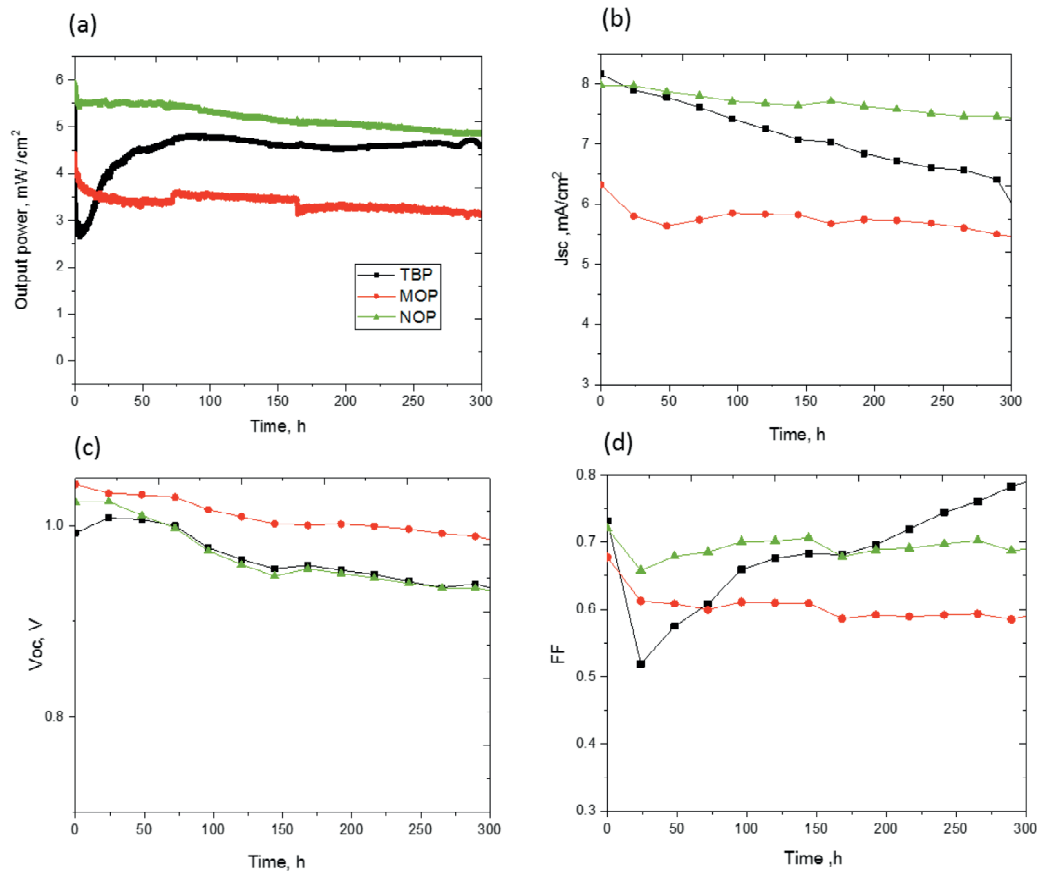 (a)
6
5
4
3
2
1
0
Output power, mW /cm²
0 50 100 150 200 250 300
Time, h
TBP
MOP
NOP
(b)
8
7
6
5
4
3
Jsc ,mA/cm²
0 50 100 150 200 250 300
Time, h
(c)
1.0
0.8
Voc, V
0 50 100 150 200 250 300
Time, h
(d)
0.8
0.7
0.6
0.5
0.4
0.3
FF
0 50 100 150 200 250 300
Time ,h